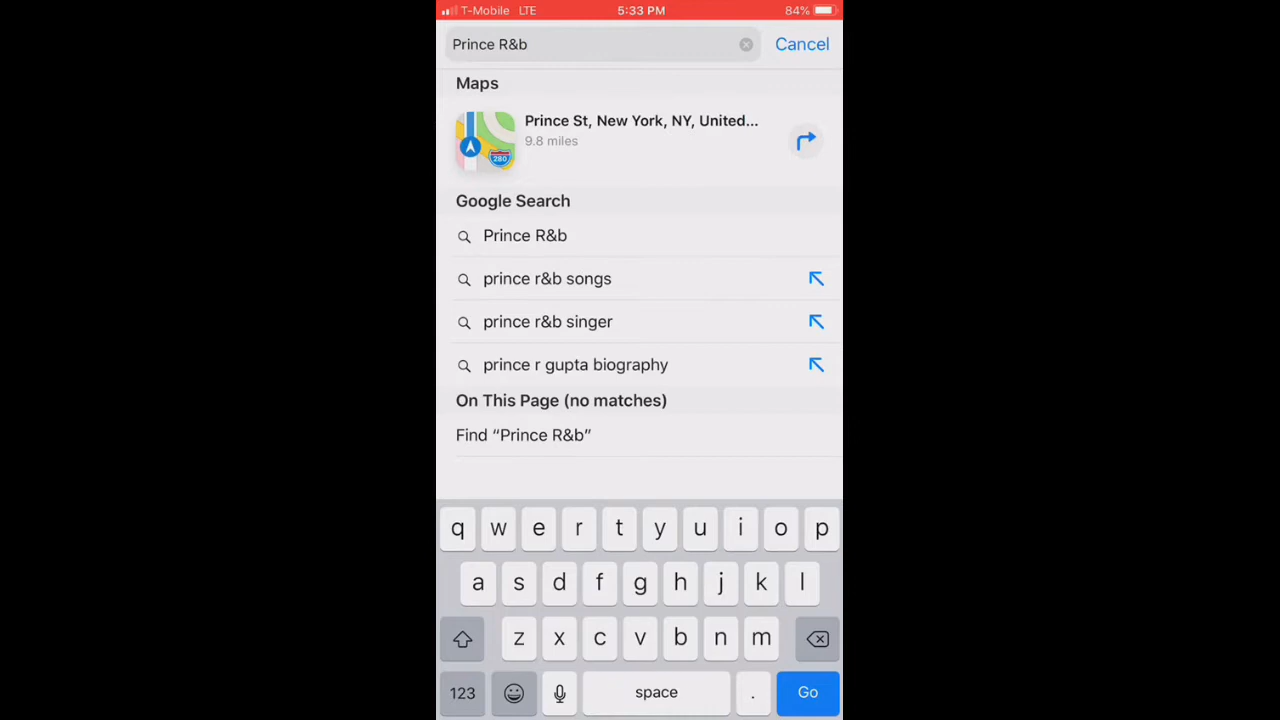 T-Mobile LTE 5:33 PM 84%
Prince R&b Cancel
Maps
Prince St, New York, NY, United...
9.8 miles
280
Google Search
Prince R&b
prince r&b songs
prince r&b singer
prince r gupta biography
On This Page (no matches)
Find “Prince R&b”
q w e r t y u i o p
a s d f g h j k l
z x c v b n m
123 space . Go